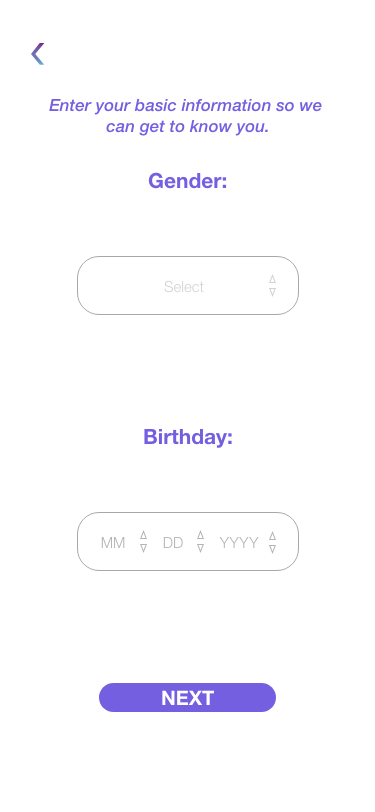 Enter your basic information so we
can get to know you.
Gender:
Select
Birthday:
MM DD YYYY
NEXT